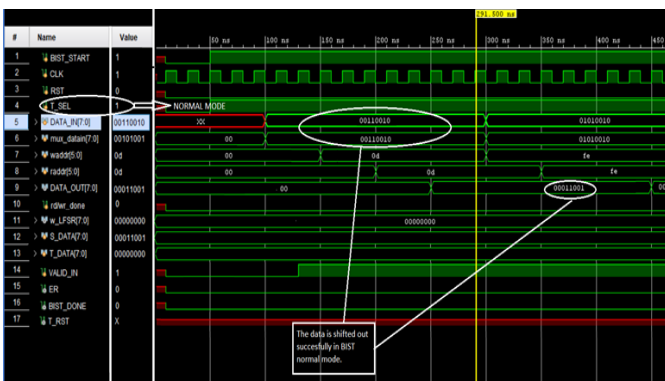 291.500 ns
# Name Value
50 ns 100 ns 150 ns 200 ns 250 ns 300 ns 350 ns 400 ns 450
1 BIST_START 1
2 CLK 1
3 RST 0
4 T_SEL 1 NORMAL MODE
5 DATA_IN[7:0] 00110010 XX 00110010 01010010
6 mux_datain[7:0] 00101001 00 00110010 01010010
7 waddr[5:0] 0d 00 0d fe
8 raddr[5:0] 0d 00 0d fe
9 DATA_OUT[7:0] 00011001 00 00011001 00
10 rd/wr_done 0
11 w_LFSR[7:0] 00000000 00000000
12 S_DATA[7:0] 00011001
13 T_DATA[7:0] 00000000
14 VALID_IN 1
15 ER 0
16 BIST_DONE 0
17 T_RST X
The data is shifted out
succesfully in BIST
normal mode.